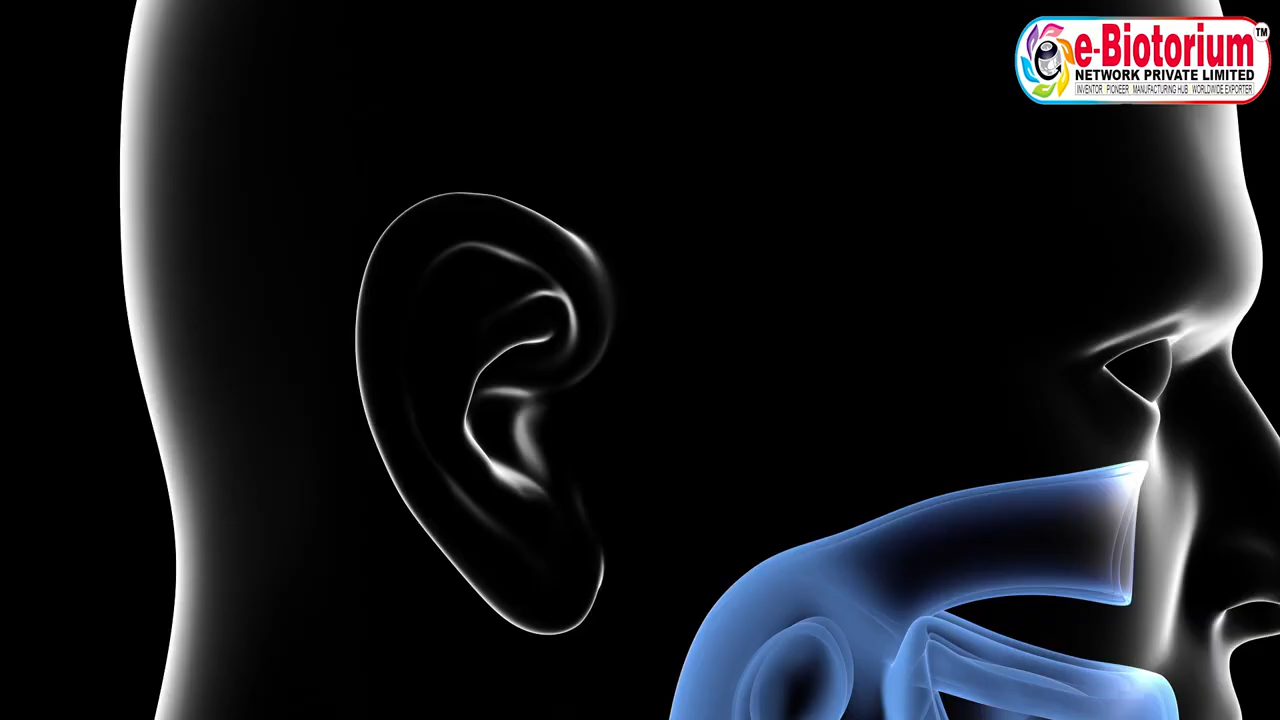 e-Biotorium™
NETWORK PRIVATE LIMITED
INVENTOR PIONEER MANUFACTURING HUB WORLDWIDE EXPORTER